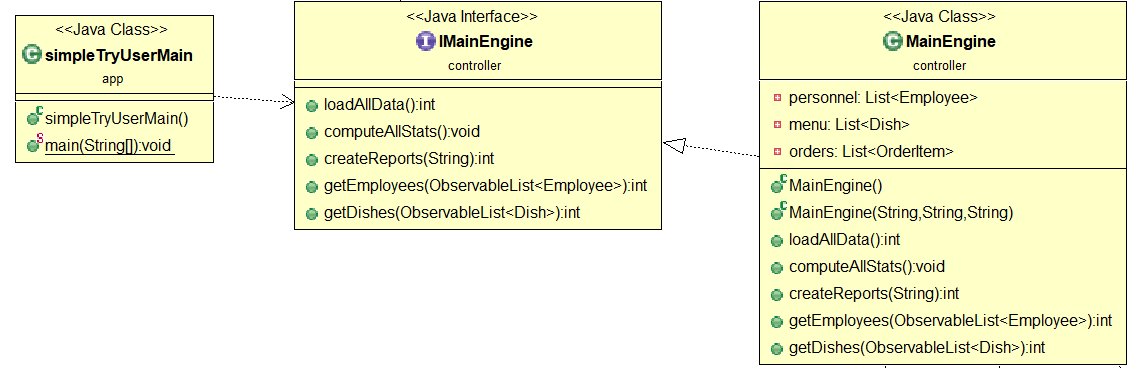 <<Java Class>>
simpleTryUserMain
app
simpleTryUserMain()
main(String[]):void
<<Java Interface>>
IMainEngine
controller
loadAllData():int
computeAllStats():void
createReports(String):int
getEmployees(ObservableList<Employee>):int
getDishes(ObservableList<Dish>):int
<<Java Class>>
MainEngine
controller
personnel: List<Employee>
menu: List<Dish>
orders: List<OrderItem>
MainEngine()
MainEngine(String,String,String)
loadAllData():int
computeAllStats():void
createReports(String):int
getEmployees(ObservableList<Employee>):int
getDishes(ObservableList<Dish>):int